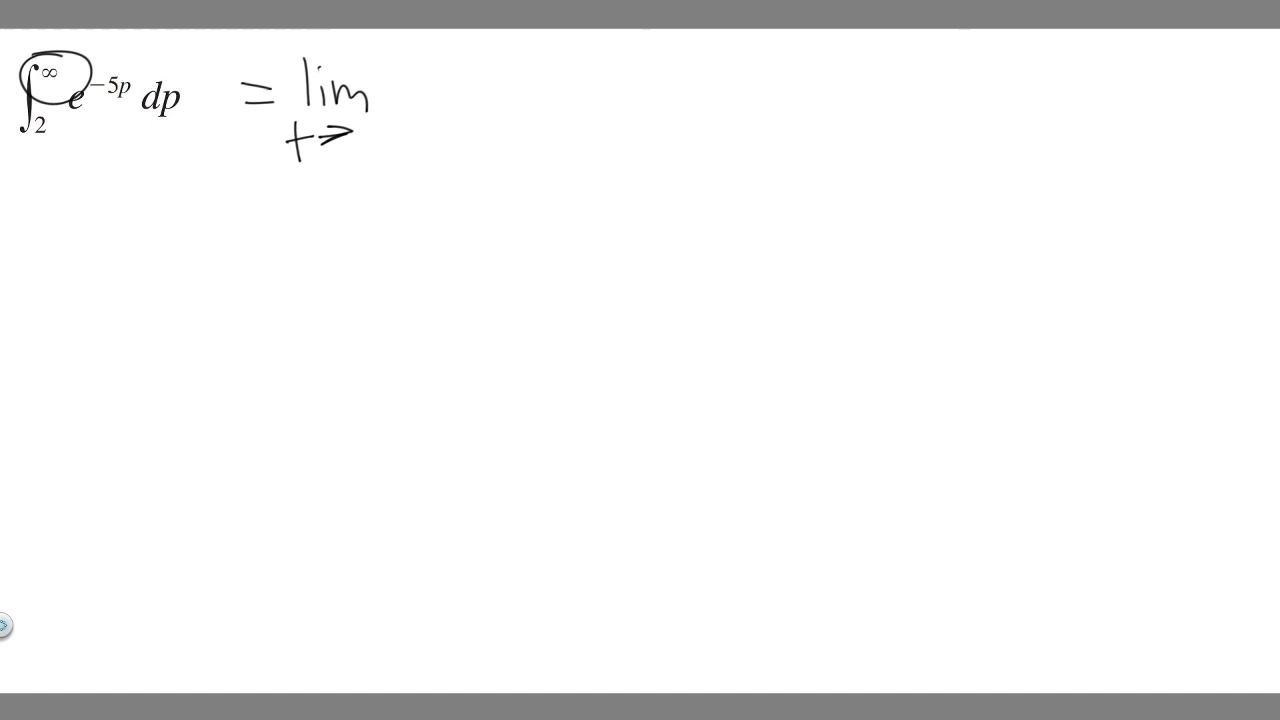 ∫₂^∞ e^{−5p} dp = lim
t→